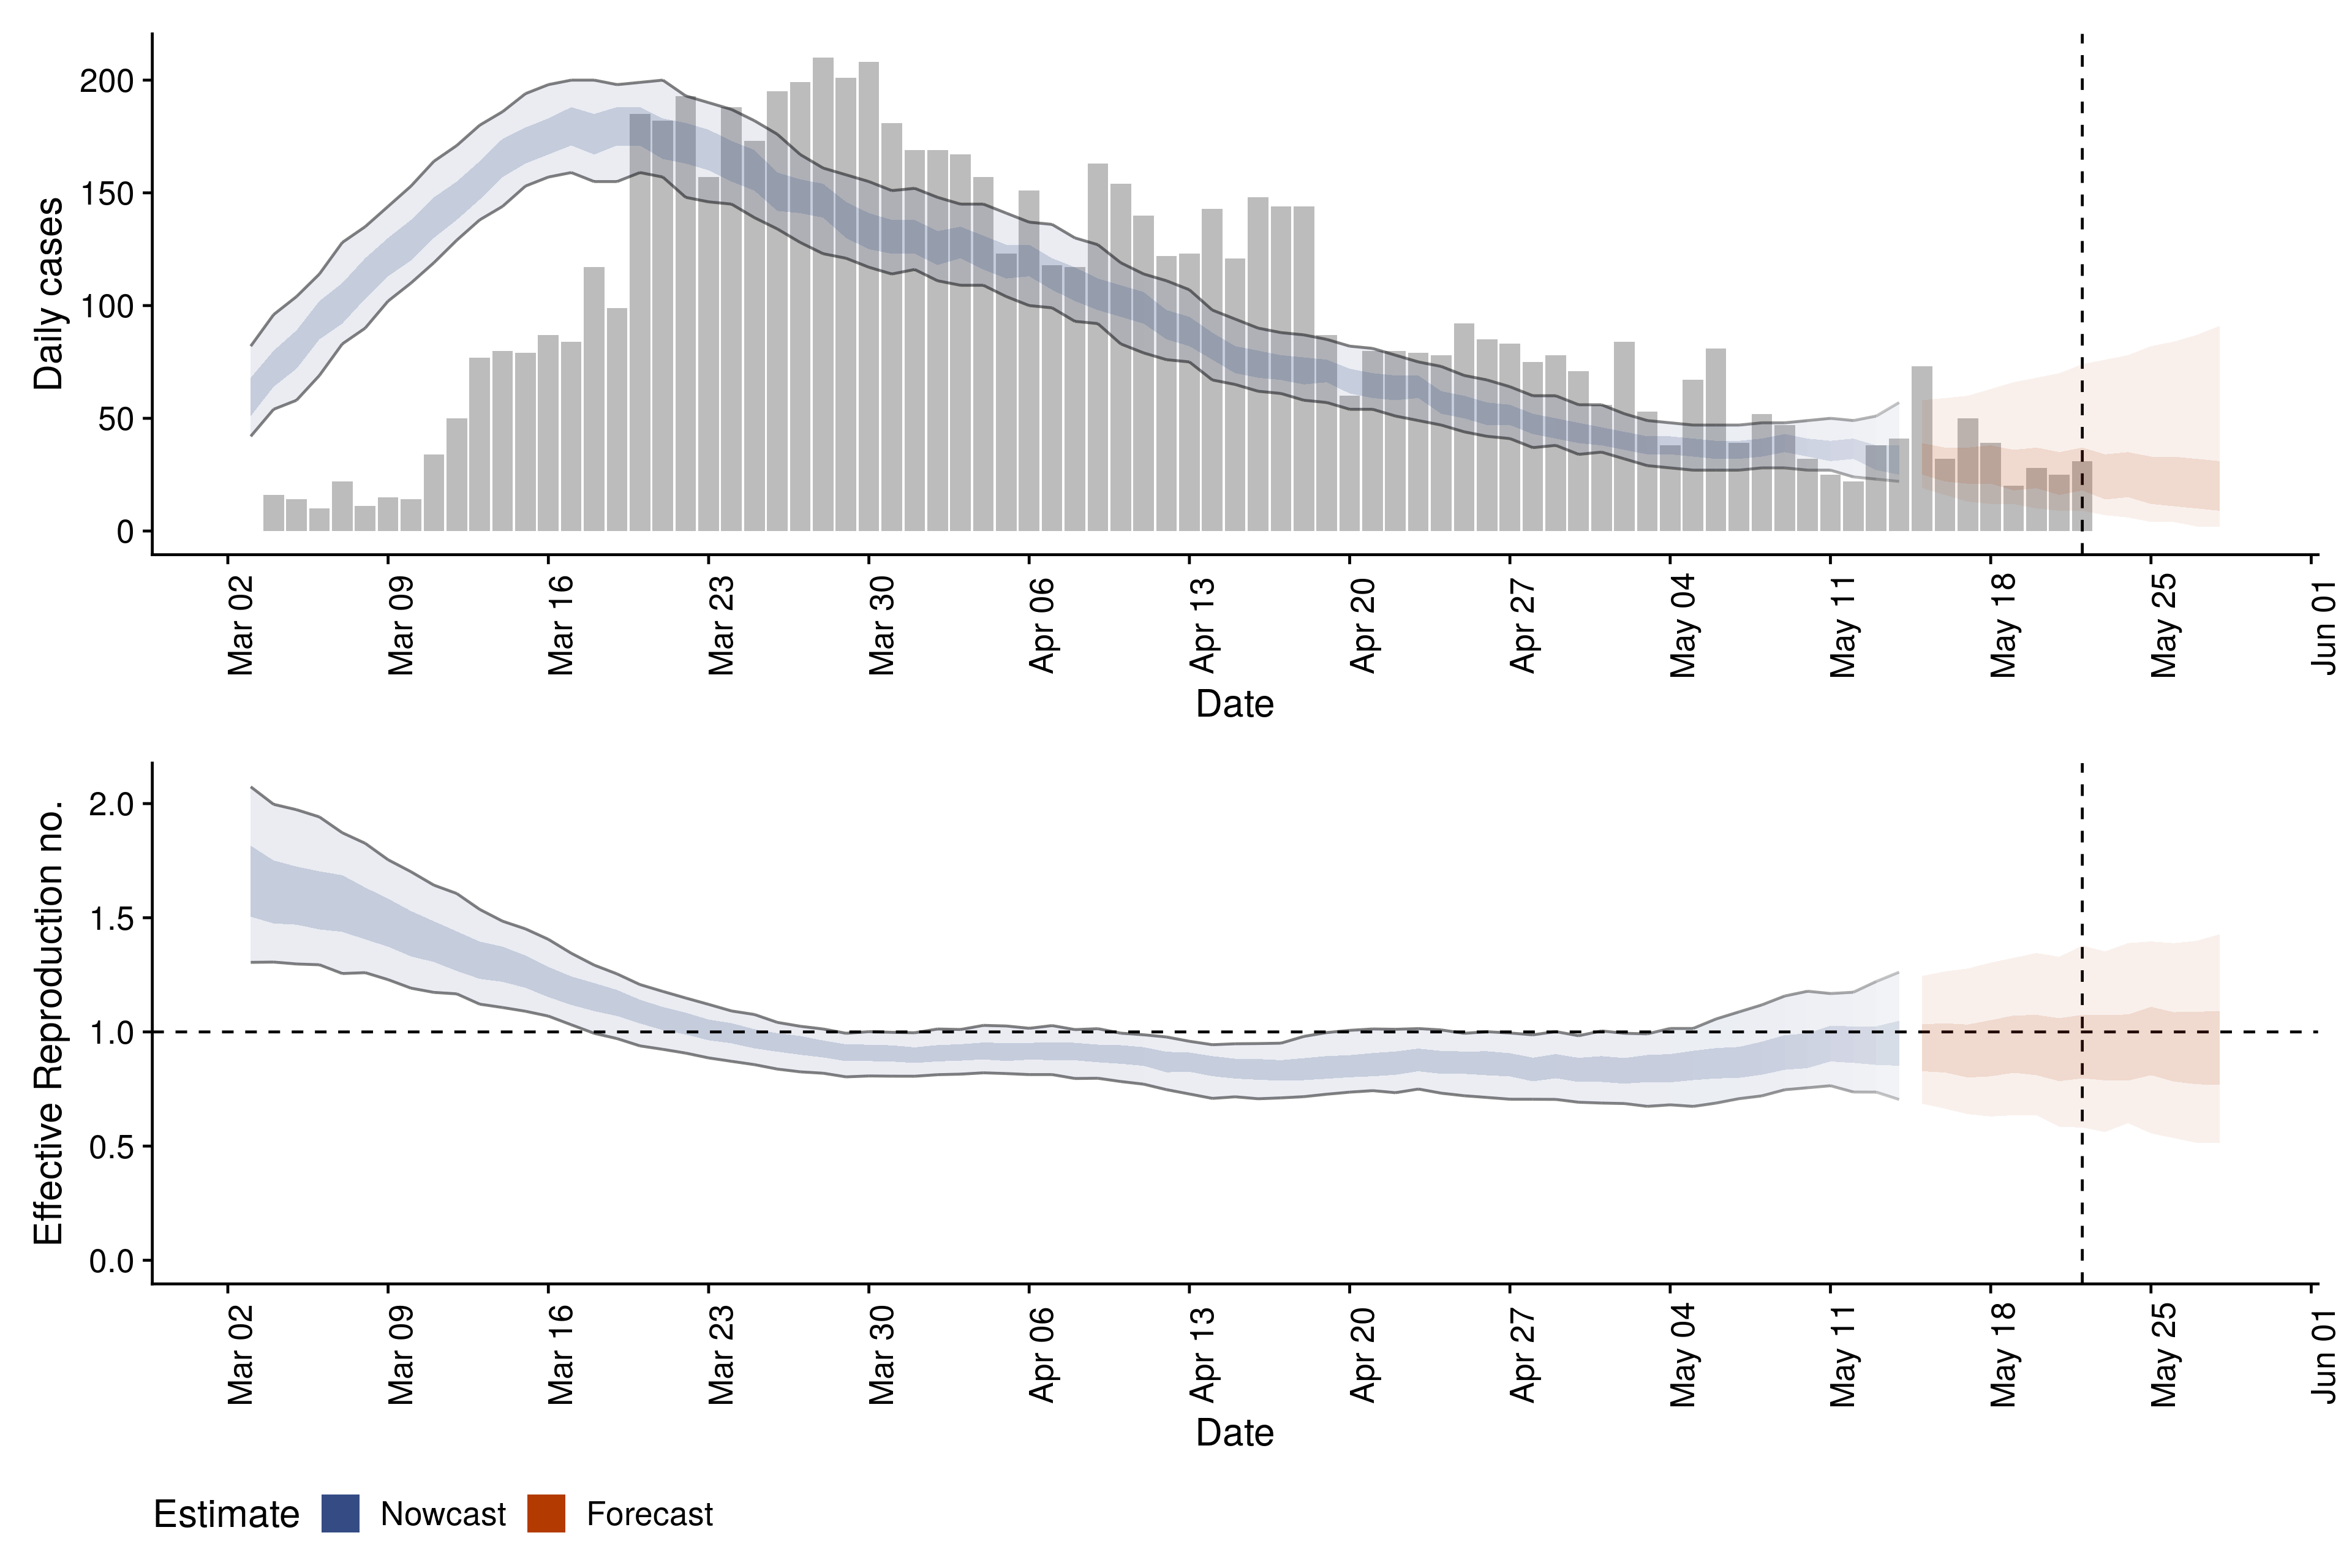 Daily cases
200
150
100
50
0
Mar 02 Mar 09 Mar 16 Mar 23 Mar 30 Apr 06 Apr 13 Apr 20 Apr 27 May 04 May 11 May 18 May 25 Jun 01
Date
Effective Reproduction no.
2.0
1.5
1.0
0.5
0.0
Mar 02 Mar 09 Mar 16 Mar 23 Mar 30 Apr 06 Apr 13 Apr 20 Apr 27 May 04 May 11 May 18 May 25 Jun 01
Date
Estimate Nowcast Forecast